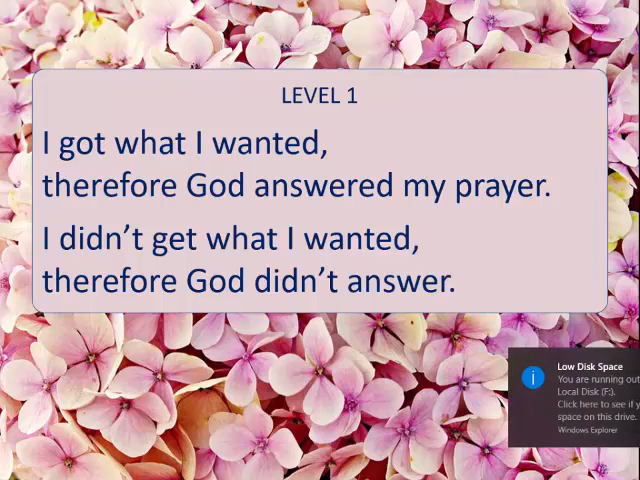 LEVEL 1
I got what I wanted,
therefore God answered my prayer.
I didn't get what I wanted,
therefore God didn't answer.
Low Disk Space
You are running out
Local Disk (F:).
Click here to see if
space on this drive.
Windows Explorer